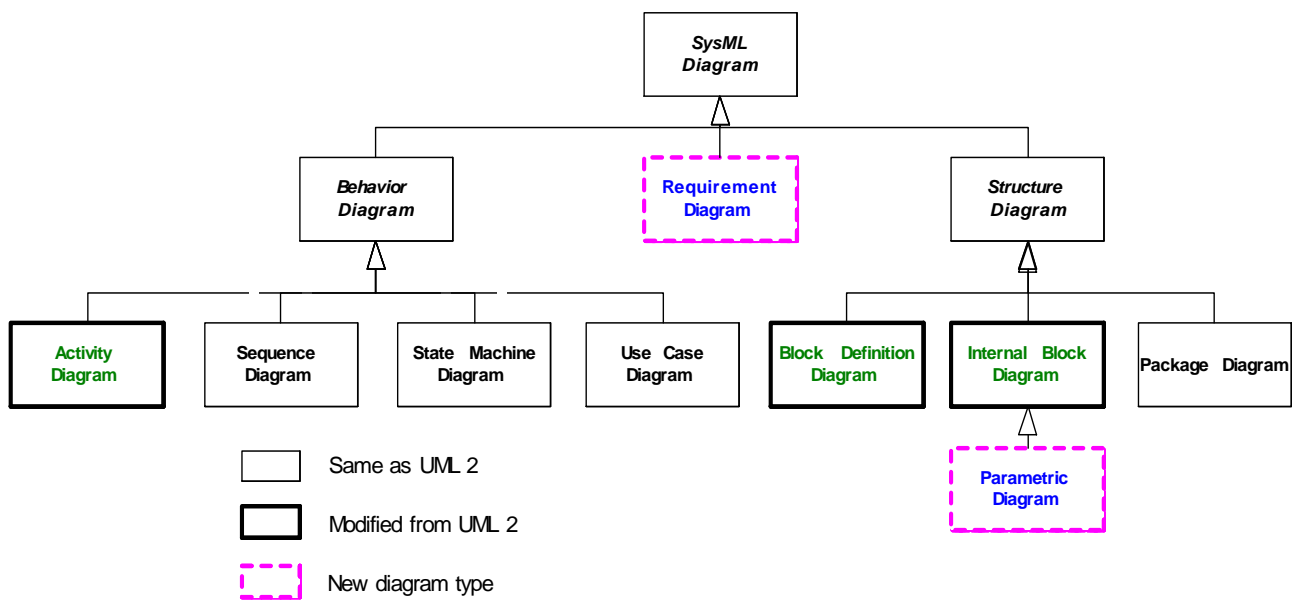 SysML
Diagram
Behavior
Diagram
Requirement
Diagram
Structure
Diagram
Activity
Diagram
Sequence
Diagram
State Machine
Diagram
Use Case
Diagram
Block Definition
Diagram
Internal Block
Diagram
Package Diagram
Parametric
Diagram
Same as UML 2
Modified from UML 2
New diagram type